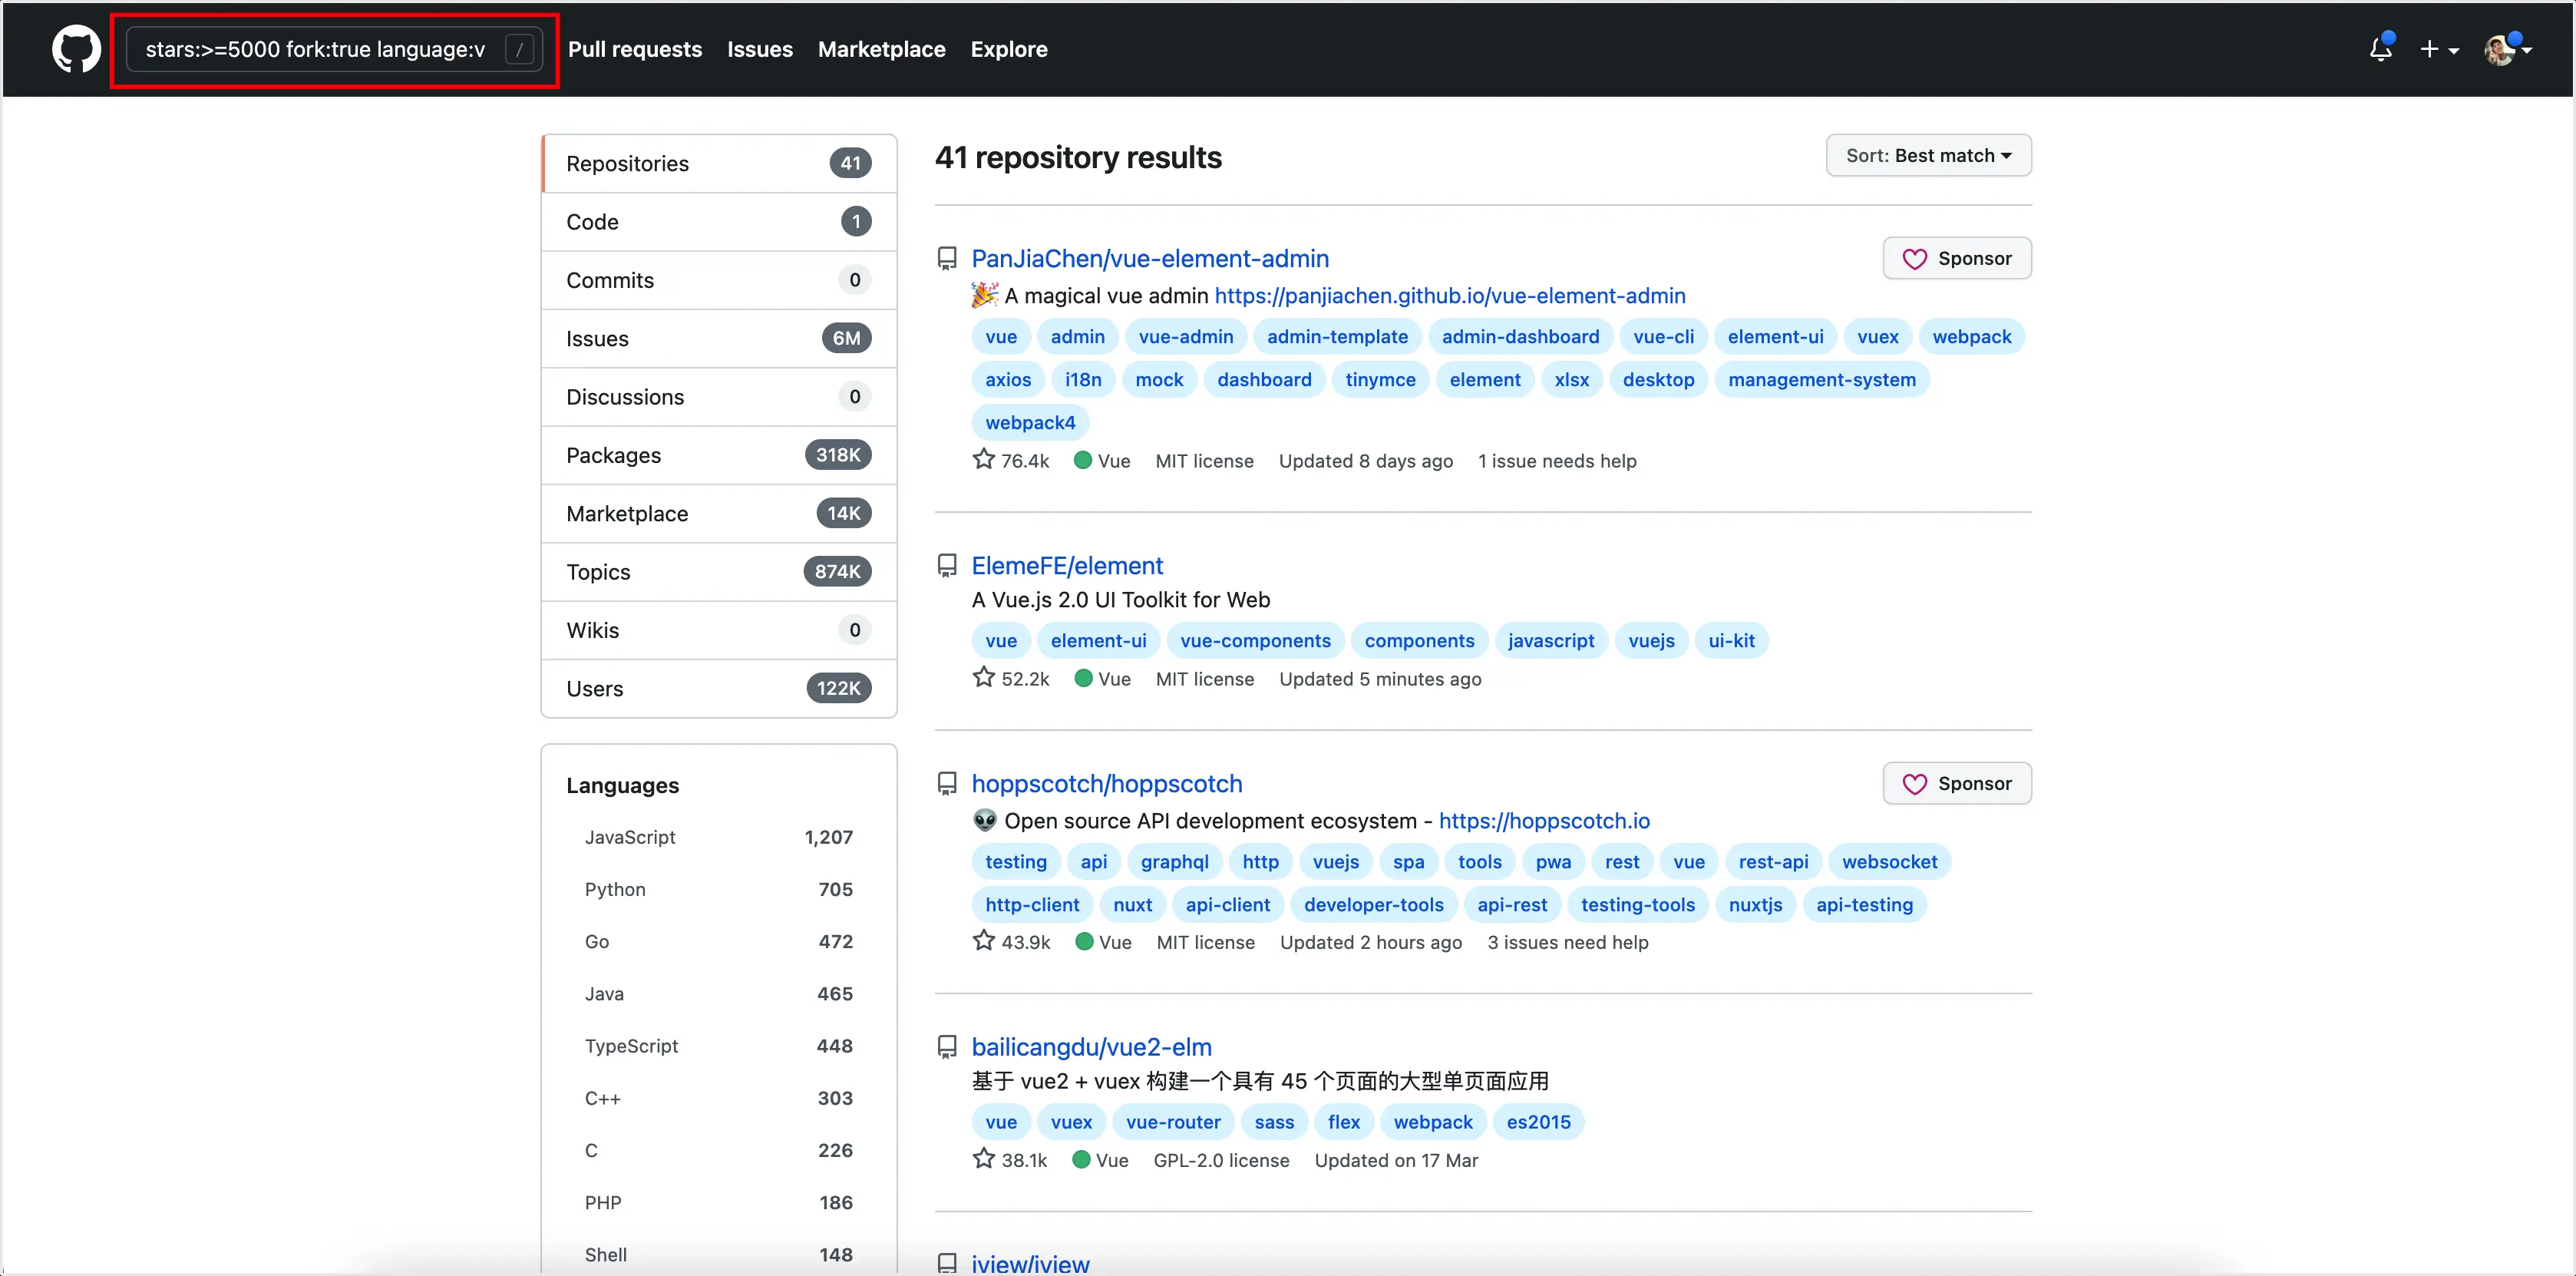 stars:>=5000 fork:true language:v / Pull requests Issues Marketplace Explore
Repositories 41
Code 1
Commits 0
Issues 6M
Discussions 0
Packages 318K
Marketplace 14K
Topics 874K
Wikis 0
Users 122K
Languages
JavaScript 1,207
Python 705
Go 472
Java 465
TypeScript 448
C++ 303
C 226
PHP 186
Shell 148
41 repository results
Sort: Best match
PanJiaChen/vue-element-admin
Sponsor
A magical vue admin https://panjiachen.github.io/vue-element-admin
vue admin vue-admin admin-template admin-dashboard vue-cli element-ui vuex webpack
axios i18n mock dashboard tinymce element xlsx desktop management-system
webpack4
76.4k Vue MIT license Updated 8 days ago 1 issue needs help
ElemeFE/element
A Vue.js 2.0 UI Toolkit for Web
vue element-ui vue-components components javascript vuejs ui-kit
52.2k Vue MIT license Updated 5 minutes ago
hoppscotch/hoppscotch
Sponsor
Open source API development ecosystem - https://hoppscotch.io
testing api graphql http vuejs spa tools pwa rest vue rest-api websocket
http-client nuxt api-client developer-tools api-rest testing-tools nuxtjs api-testing
43.9k Vue MIT license Updated 2 hours ago 3 issues need help
bailicangdu/vue2-elm
基于 vue2 + vuex 构建一个具有 45 个页面的大型单页面应用
vue vuex vue-router sass flex webpack es2015
38.1k Vue GPL-2.0 license Updated on 17 Mar
iview/iview